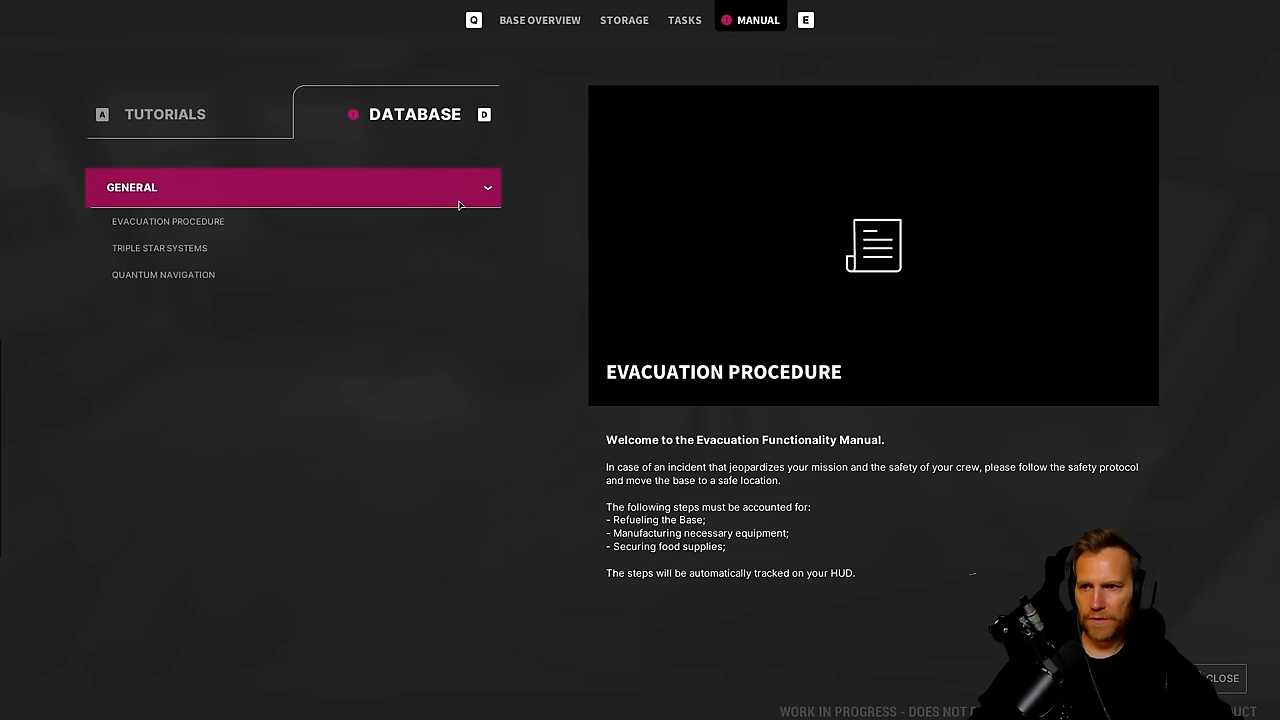 Q BASE OVERVIEW STORAGE TASKS ! MANUAL E
A TUTORIALS ! DATABASE D
GENERAL
EVACUATION PROCEDURE
TRIPLE STAR SYSTEMS
QUANTUM NAVIGATION
EVACUATION PROCEDURE
Welcome to the Evacuation Functionality Manual.
In case of an incident that jeopardizes your mission and the safety of your crew, please follow the safety protocol
and move the base to a safe location.
The following steps must be accounted for:
- Refueling the Base;
- Manufacturing necessary equipment;
- Securing food supplies;
The steps will be automatically tracked on your HUD.
CLOSE
WORK IN PROGRESS - DOES NOT